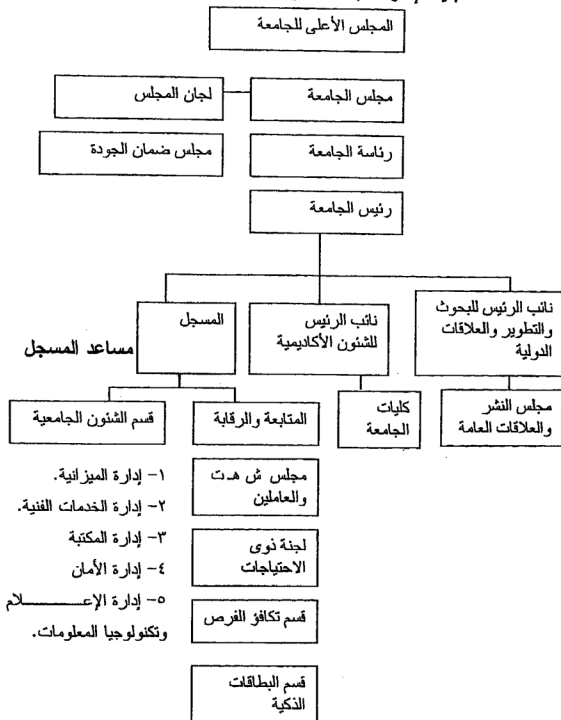 المجلس الأعلى للجامعة
مجلس الجامعة
لجان المجلس
رئاسة الجامعة
مجلس ضمان الجودة
رئيس الجامعة
نائب الرئيس للبحوث
والتطوير والعلاقات
الدولية
نائب الرئيس
للشئون الأكاديمية
المسجل
مساعد المسجل
مجلس النشر
والعلاقات العامة
كليات
الجامعة
المتابعة والرقابة
قسم الشئون الجامعية
مجلس ش هـ ت
والعاملين
لجنة ذوى
الاحتياجات
قسم تكافؤ الفرص
قسم البطاقات
الذكية
١- إدارة الميزانية.
٢- إدارة الخدمات الفنية.
٣- إدارة المكتبة
٤- إدارة الأمان
٥- إدارة الإعـــــــــلام
وتكنولوجيا المعلومات.